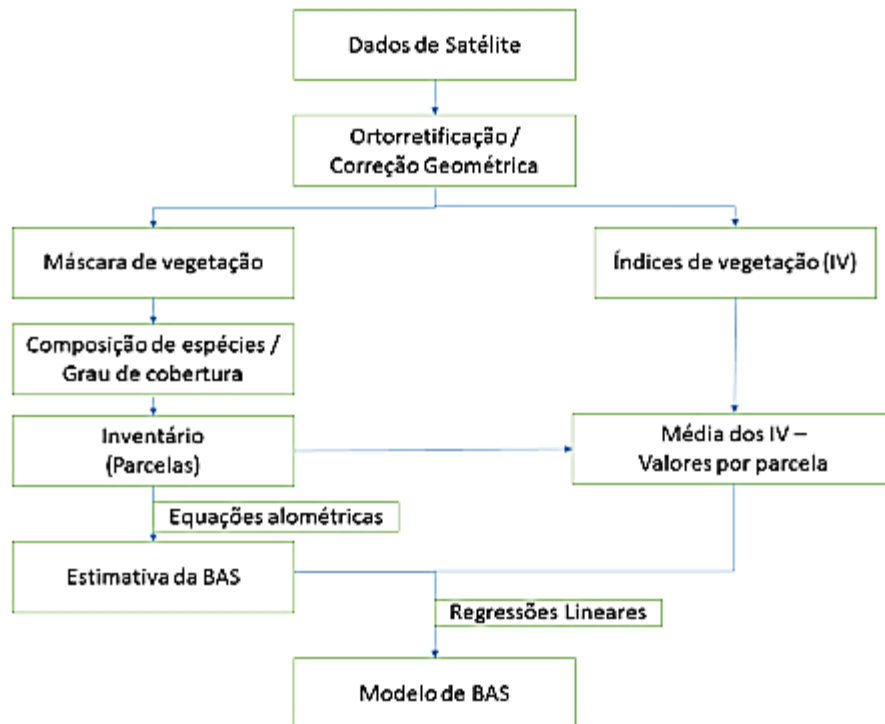 Dados de Satélite
Ortorretificação /
Correção Geométrica
Máscara de vegetação
Índices de vegetação (IV)
Composição de espécies /
Grau de cobertura
Inventário
(Parcelas)
Média dos IV –
Valores por parcela
Equações alométricas
Estimativa da BAS
Regressões Lineares
Modelo de BAS